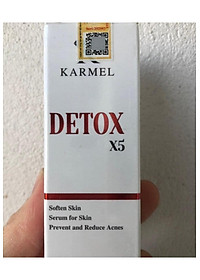 KARMEL
DETOX
X5
Soften Skin
Serum for Skin
Prevent and Reduce Acnes